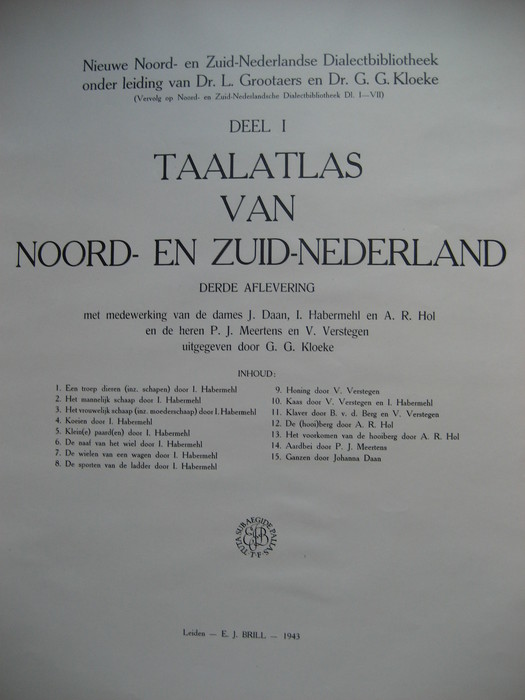 Nieuwe Noord- en Zuid-Nederlandse Dialectbibliotheek
onder leiding van Dr. L. Grootaers en Dr. G. G. Kloeke
(Vervolg op Noord- en Zuid-Nederlandsche Dialectbibliotheek Dl. I—VII)
DEEL I
TAALATLAS
VAN
NOORD- EN ZUID-NEDERLAND
DERDE AFLEVERING
met medewerking van de dames J. Daan, I. Habermehl en A. R. Hol
en de heren P. J. Meertens en V. Verstegen
uitgegeven door G. G. Kloeke
INHOUD:
1. Een troep dieren (inz. schapen) door I. Habermehl
2. Het mannelijk schaap door I. Habermehl
3. Het vrouwelijk schaap (inz. moederschaap) door I. Habermehl
4. Koeien door I. Habermehl
5. Klein(e) paard(en) door I. Habermehl
6. De naaf van het wiel door I. Habermehl
7. De wielen van een wagen door I. Habermehl
8. De sporten van de ladder door I. Habermehl
9. Honing door V. Verstegen
10. Kaas door V. Verstegen en I. Habermehl
11. Klaver door B. v. d. Berg en V. Verstegen
12. De (hooi)berg door A. R. Hol
13. Het voorkomen van de hooiberg door A. R. Hol
14. Aardbei door P. J. Meertens
15. Ganzen door Johanna Daan
TUTA SUB AEGIDE PALLAS
E J B
Leiden — E. J. BRILL — 1943